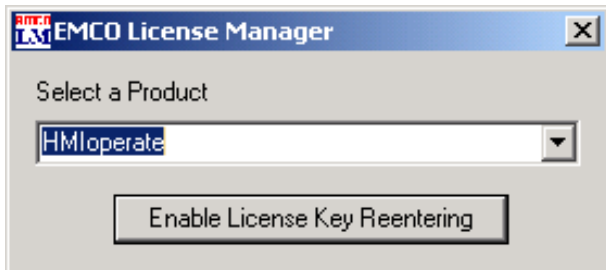 EMCO License Manager
Select a Product
HMIoperate
Enable License Key Reentering